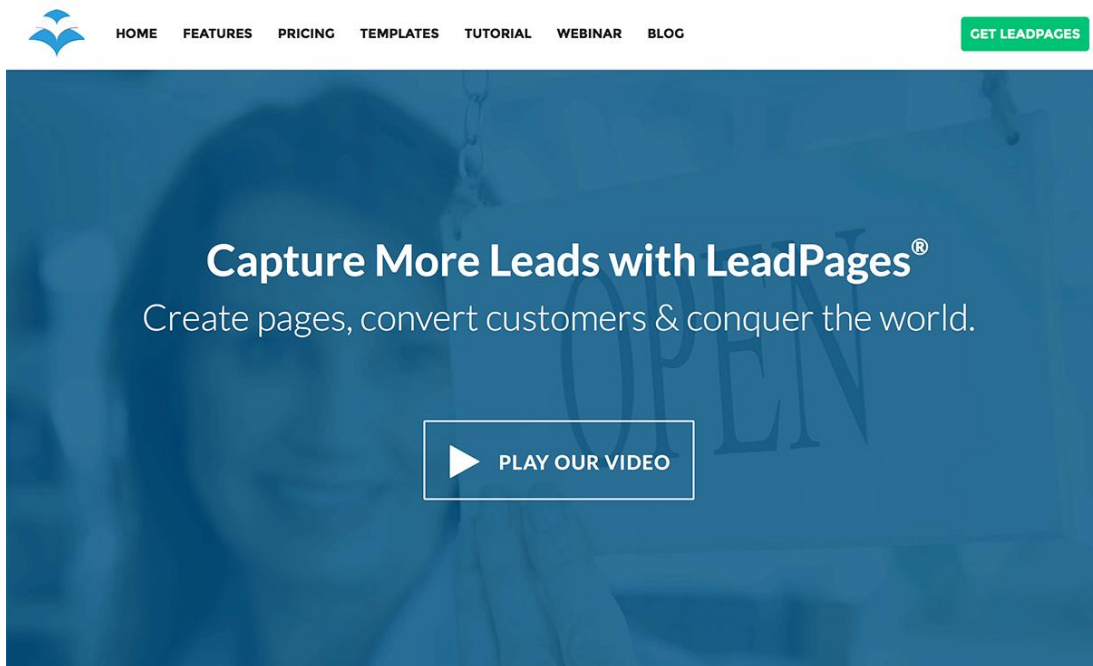 HOME FEATURES PRICING TEMPLATES TUTORIAL WEBINAR BLOG GET LEADPAGES
Capture More Leads with LeadPages®
Create pages, convert customers & conquer the world.
OPEN
PLAY OUR VIDEO